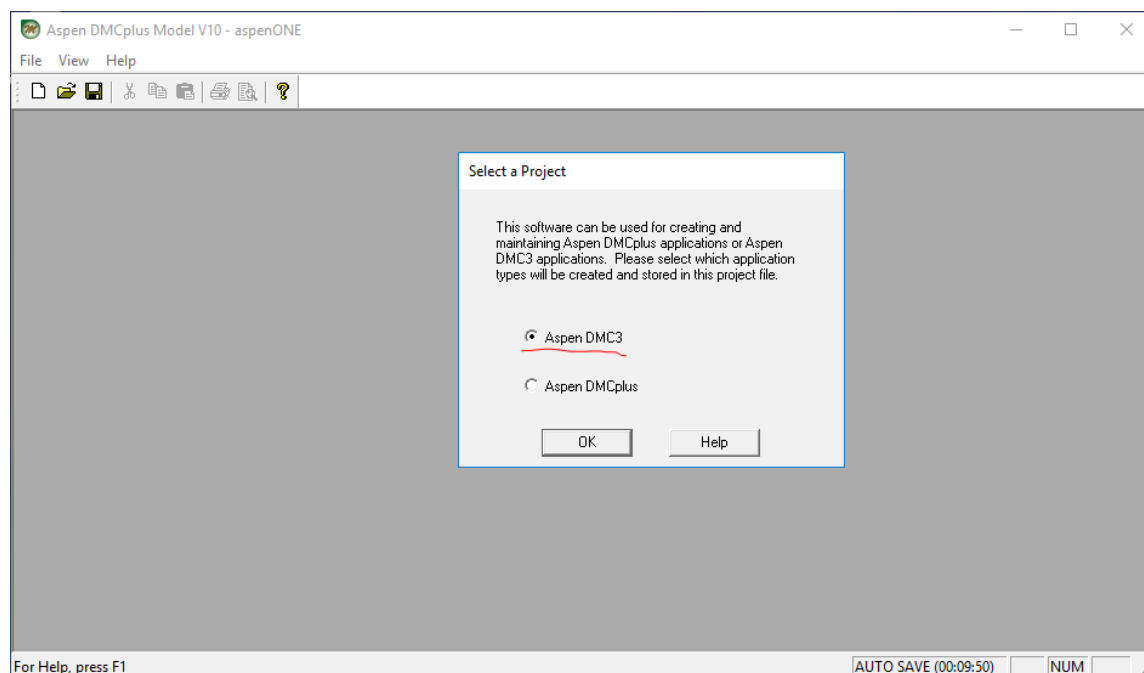 Aspen DMCplus Model V10 - aspenONE
File View Help
Select a Project
This software can be used for creating and
maintaining Aspen DMCplus applications or Aspen
DMC3 applications. Please select which application
types will be created and stored in this project file.
Aspen DMC3
Aspen DMCplus
OK Help
For Help, press F1 AUTO SAVE (00:09:50) NUM